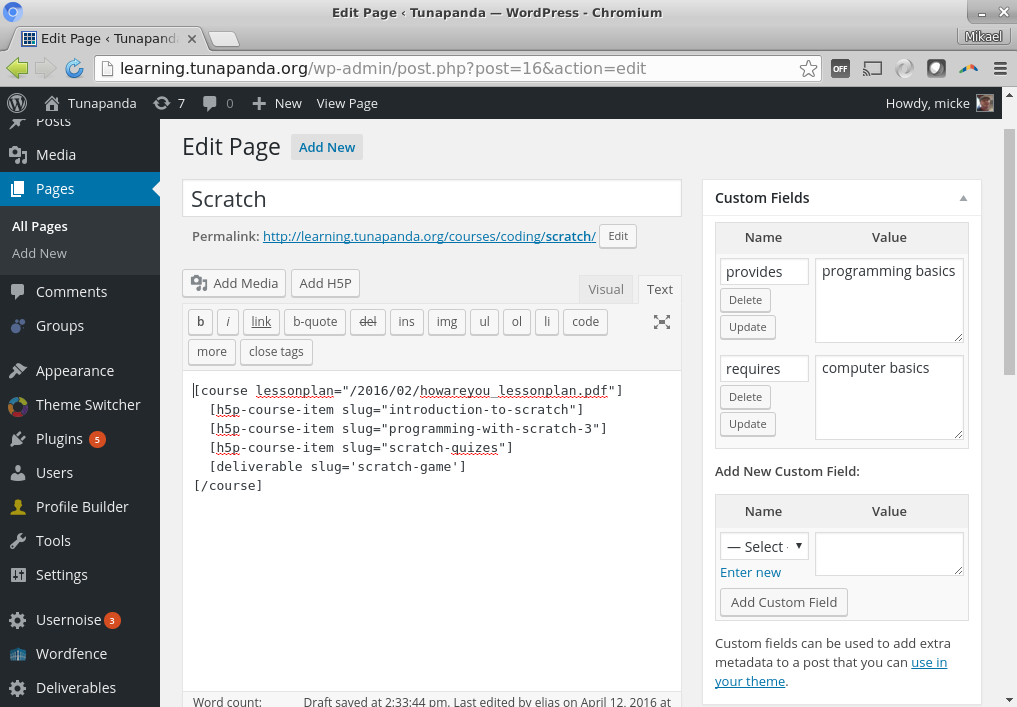 Edit Page ‹ Tunapanda — WordPress - Chromium
Edit Page ‹ Tunapand
Mikael
learning.tunapanda.org/wp-admin/post.php?post=16&action=edit
OFF
Tunapanda 7 0 New View Page Howdy, micke
Posts
Media
Pages
All Pages
Add New
Comments
Groups
Appearance
Theme Switcher
Plugins 5
Users
Profile Builder
Tools
Settings
Usernoise 3
Wordfence
Deliverables
Edit Page Add New
Scratch
Permalink: http://learning.tunapanda.org/courses/coding/scratch/ Edit
Add Media Add H5P
Visual Text
b i link b-quote del ins img ul ol li code
more close tags
[course lessonplan="/2016/02/howareyou_lessonplan.pdf"]
[h5p-course-item slug="introduction-to-scratch"]
[h5p-course-item slug="programming-with-scratch-3"]
[h5p-course-item slug="scratch-quizes"]
[deliverable slug='scratch-game']
[/course]
Word count: Draft saved at 2:33:44 pm. Last edited by elias on April 12, 2016 at
Custom Fields
Name Value
provides programming basics
Delete
Update
requires computer basics
Delete
Update
Add New Custom Field:
Name Value
— Select
Enter new
Add Custom Field
Custom fields can be used to add extra
metadata to a post that you can use in
your theme.